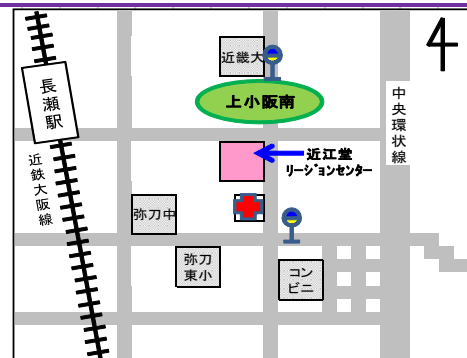 近畿大
上小阪南
長瀬駅
中央環状線
近江堂
リージョンセンター
近鉄大阪線
弥刀中
弥刀
東小
コン
ビニ